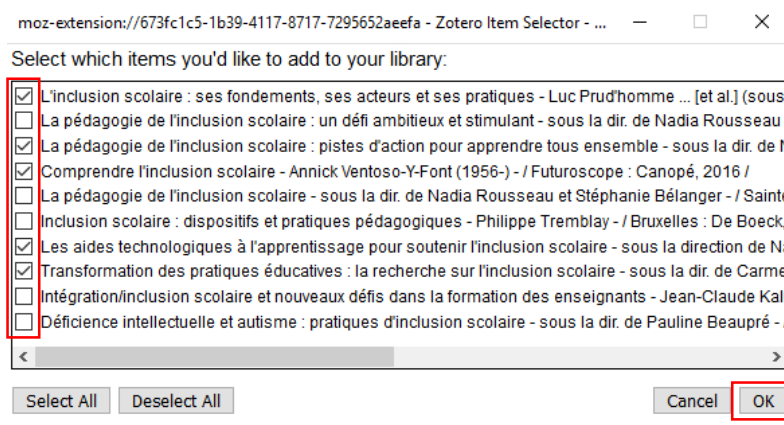 moz-extension://673fc1c5-1b39-4117-8717-7295652aeefa - Zotero Item Selector - ...
Select which items you'd like to add to your library:
L'inclusion scolaire : ses fondements, ses acteurs et ses pratiques - Luc Prud'homme ... [et al.] (sous
La pédagogie de l'inclusion scolaire : un défi ambitieux et stimulant - sous la dir. de Nadia Rousseau
La pédagogie de l'inclusion scolaire : pistes d'action pour apprendre tous ensemble - sous la dir. de
Comprendre l'inclusion scolaire - Annick Ventoso-Y-Font (1956-) - / Futuroscope : Canopé, 2016 /
La pédagogie de l'inclusion scolaire - sous la dir. de Nadia Rousseau et Stéphanie Bélanger - / Sainte
Inclusion scolaire : dispositifs et pratiques pédagogiques - Philippe Tremblay - / Bruxelles : De Boeck,
Les aides technologiques à l'apprentissage pour soutenir l'inclusion scolaire - sous la direction de
Transformation des pratiques éducatives : la recherche sur l'inclusion scolaire - sous la dir. de Carme
Intégration/inclusion scolaire et nouveaux défis dans la formation des enseignants - Jean-Claude Kal
Déficience intellectuelle et autisme : pratiques d'inclusion scolaire - sous la dir. de Pauline Beaupré -
Select All Deselect All Cancel OK